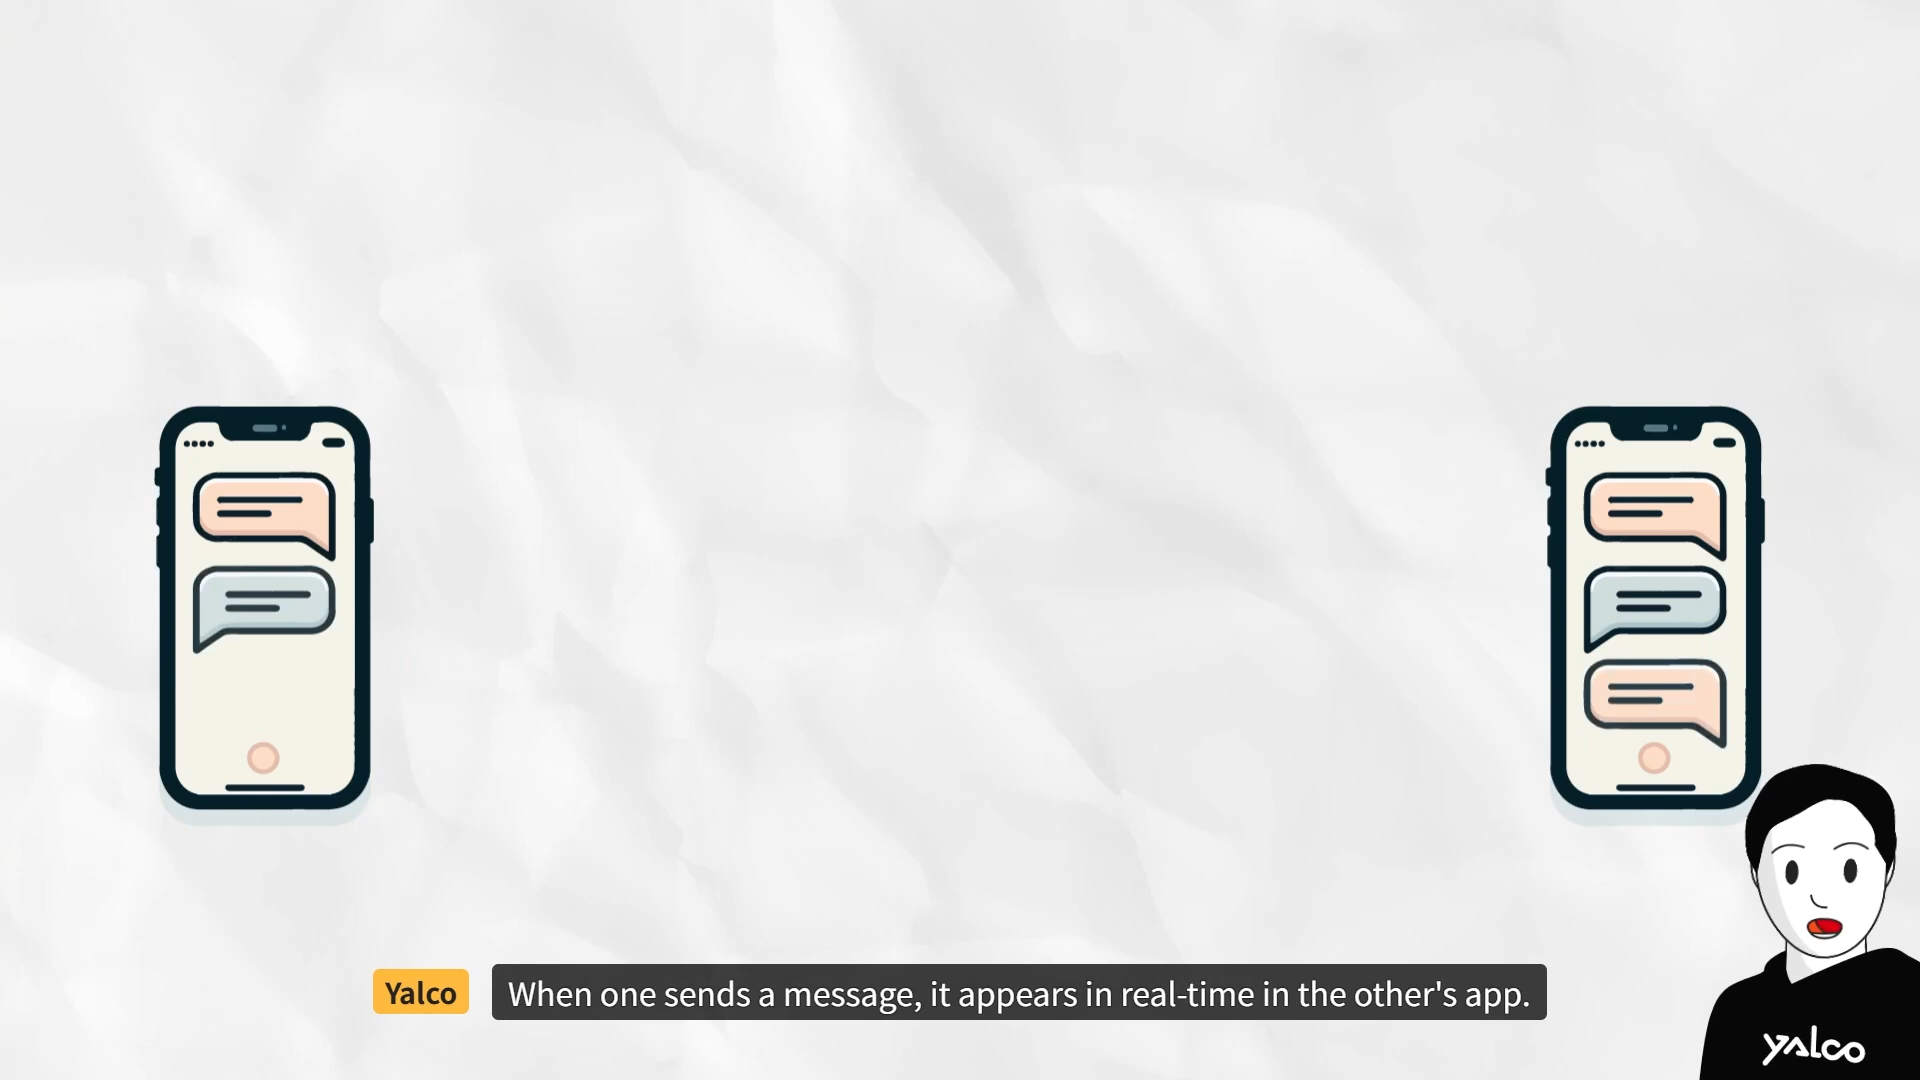 Yalco
When one sends a message, it appears in real-time in the other's app.
yalco